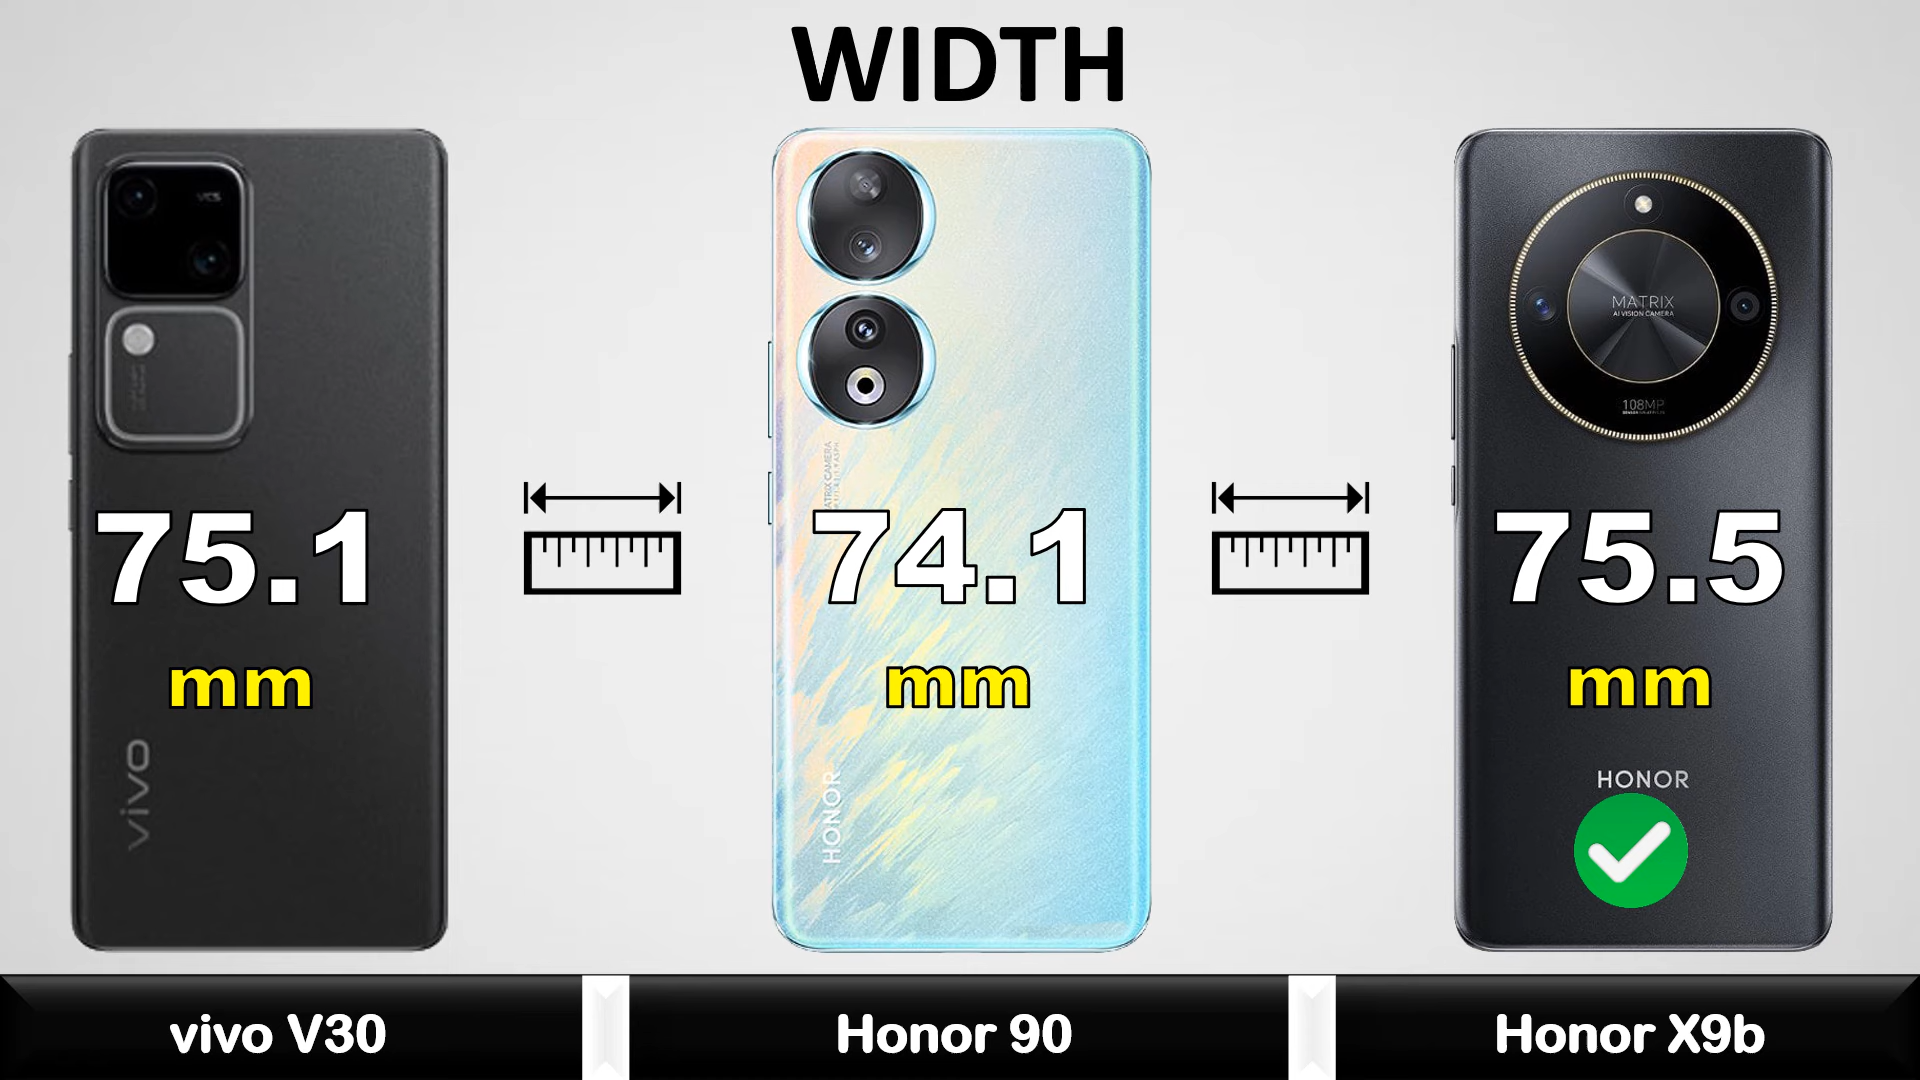 WIDTH
75.1
mm
vivo
74.1
mm
HONOR
MATRIX
AI VISION CAMERA
108MP
75.5
mm
HONOR
vivo V30
Honor 90
Honor X9b